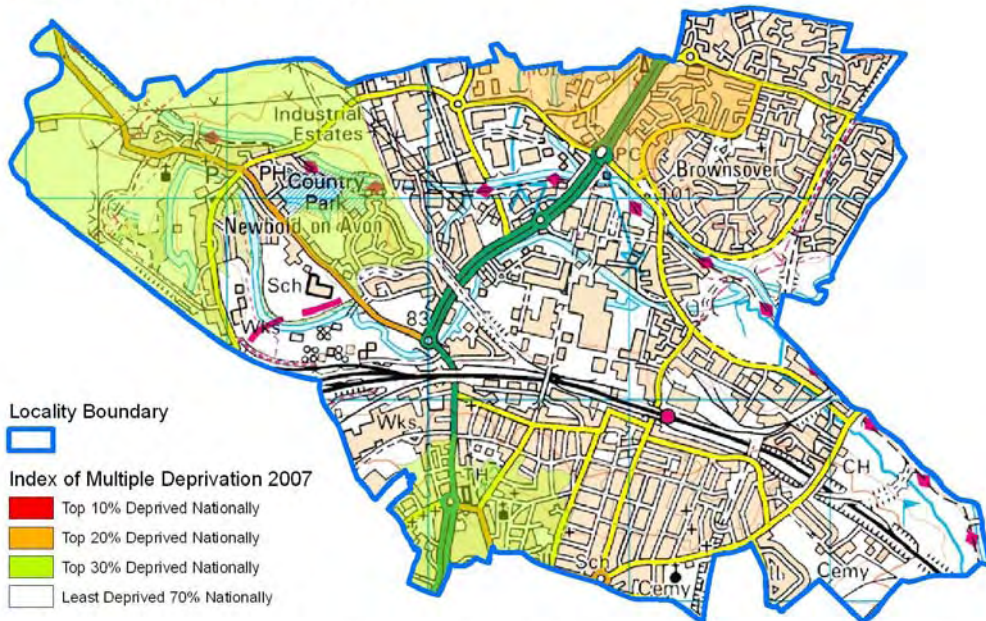 Industrial
Estates
PC
Brownsover
PH
Country
Park
P
101
Newbold on Avon
Sch
Wks
83
Locality Boundary
Wks
Index of Multiple Deprivation 2007
Top 10% Deprived Nationally
TH
CH
Top 20% Deprived Nationally
Top 30% Deprived Nationally
Sch
Cemy
Cemy
Least Deprived 70% Nationally